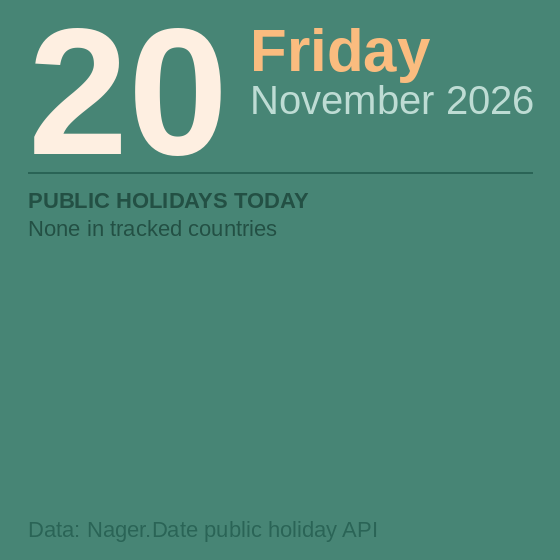 20
Friday
November 2026
PUBLIC HOLIDAYS TODAY
None in tracked countries
Data: Nager.Date public holiday API